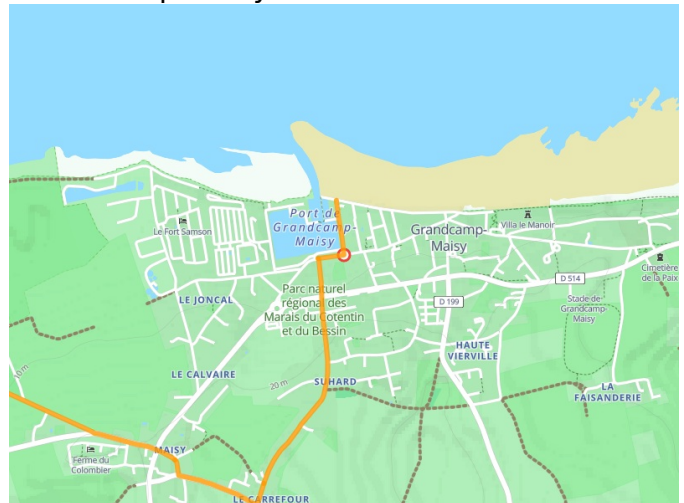 Port de
Grandcamp-
Maisy
Le Fort Samson
Grandcamp-
Maisy
Villa le Manoir
Cimetière
de la Paix
D 514
D 199
Stade de
Grandcamp-
Maisy
LE JONCAL
Parc naturel
régional des
Marais du Cotentin
et du Bessin
HAUTE
VIERVILLE
LE CALVAIRE
20 m
SUHARD
LA
FAISANDERIE
10 m
MAISY
Ferme du
Colombier
LE CARREFOUR